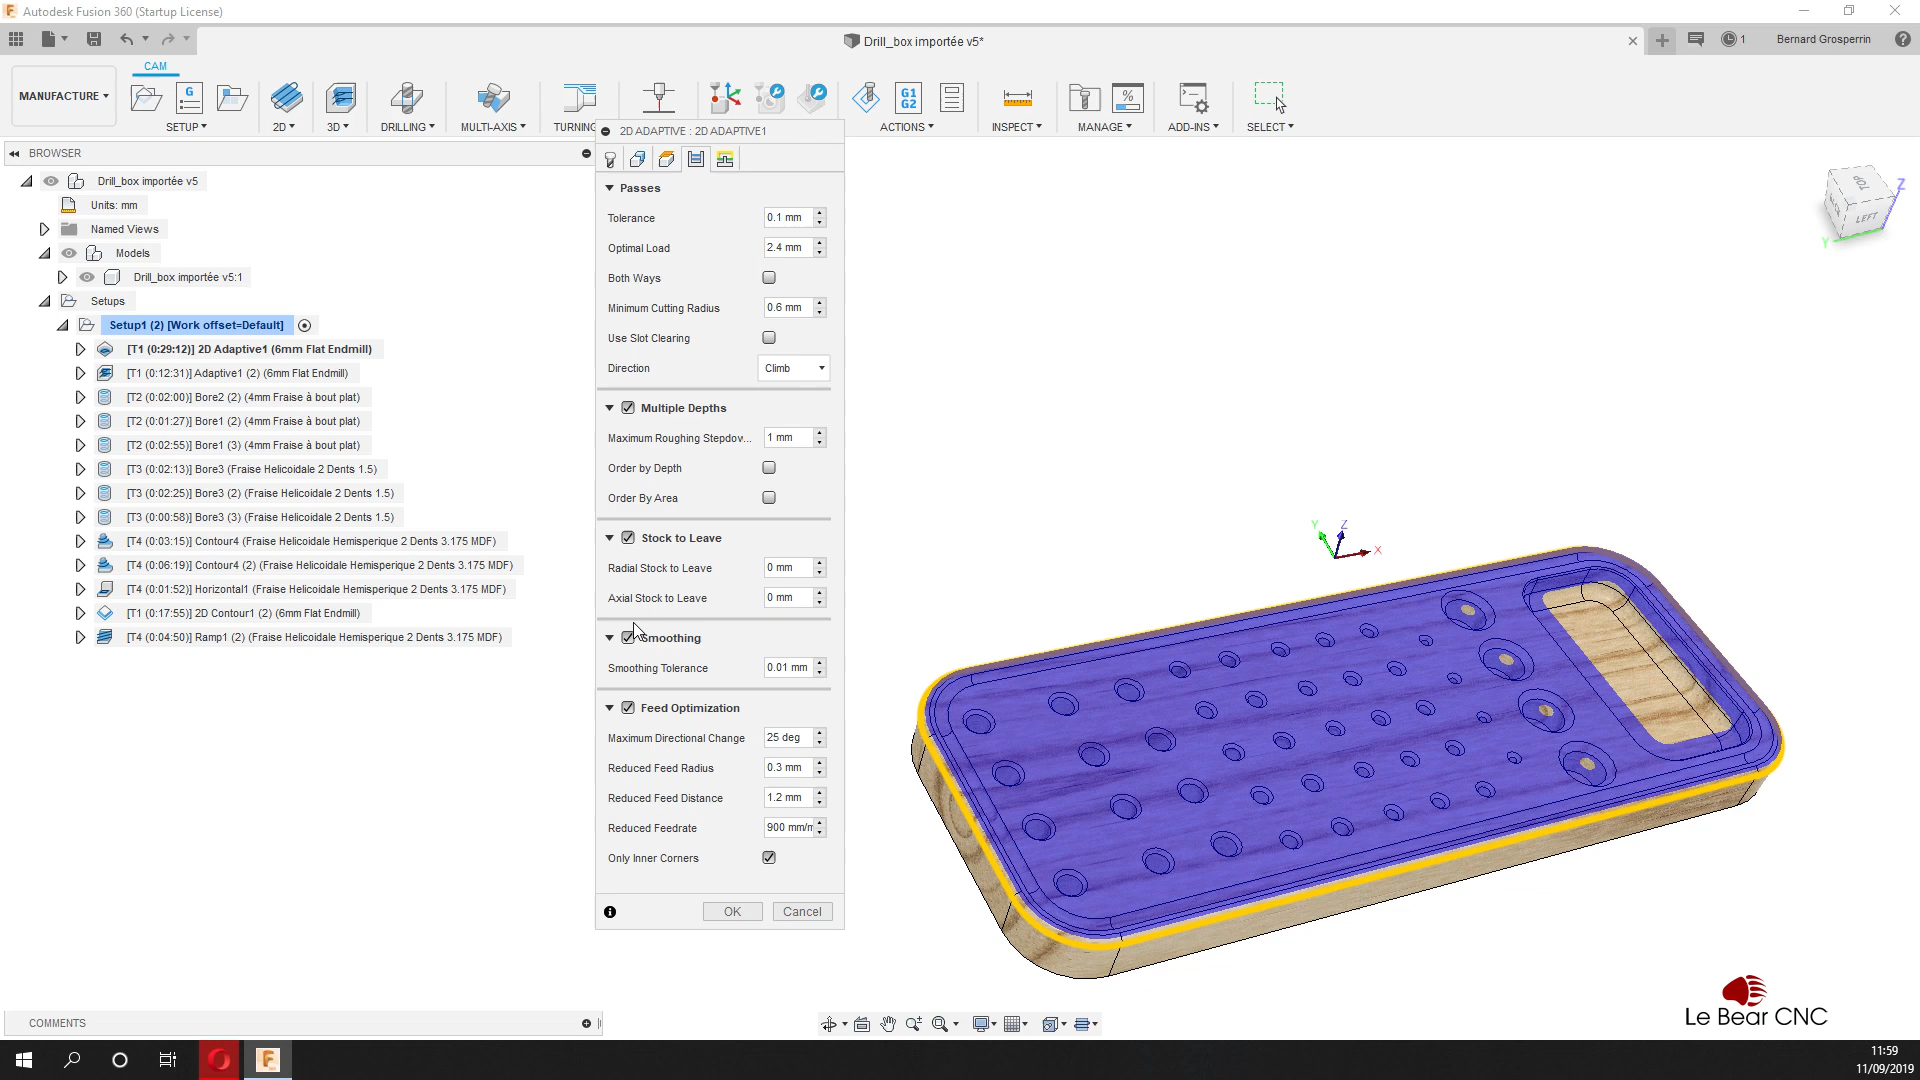 Autodesk Fusion 360 (Startup License)
Drill_box importée v5*
1
Bernard Grosperrin
CAM
MANUFACTURE
SETUP
2D
3D
DRILLING
MULTI-AXIS
TURNING
ACTIONS
INSPECT
MANAGE
ADD-INS
SELECT
G
G1
G2
%
BROWSER
Drill_box importée v5
Units: mm
Named Views
Models
Drill_box importée v5:1
Setups
Setup1 (2) [Work offset=Default]
[T1 (0:29:12)] 2D Adaptive1 (6mm Flat Endmill)
[T1 (0:12:31)] Adaptive1 (2) (6mm Flat Endmill)
[T2 (0:02:00)] Bore2 (2) (4mm Fraise à bout plat)
[T2 (0:01:27)] Bore1 (2) (4mm Fraise à bout plat)
[T2 (0:02:55)] Bore1 (3) (4mm Fraise à bout plat)
[T3 (0:02:13)] Bore3 (Fraise Helicoidale 2 Dents 1.5)
[T3 (0:02:25)] Bore3 (2) (Fraise Helicoidale 2 Dents 1.5)
[T3 (0:00:58)] Bore3 (3) (Fraise Helicoidale 2 Dents 1.5)
[T4 (0:03:15)] Contour4 (Fraise Helicoidale Hemisperique 2 Dents 3.175 MDF)
[T4 (0:06:19)] Contour4 (2) (Fraise Helicoidale Hemisperique 2 Dents 3.175 MDF)
[T4 (0:01:52)] Horizontal1 (Fraise Helicoidale Hemisperique 2 Dents 3.175 MDF)
[T1 (0:17:55)] 2D Contour1 (2) (6mm Flat Endmill)
[T4 (0:04:50)] Ramp1 (2) (Fraise Helicoidale Hemisperique 2 Dents 3.175 MDF)
2D ADAPTIVE : 2D ADAPTIVE1
Passes
Tolerance 0.1 mm
Optimal Load 2.4 mm
Both Ways
Minimum Cutting Radius 0.6 mm
Use Slot Clearing
Direction Climb
Multiple Depths
Maximum Roughing Stepdov... 1 mm
Order by Depth
Order By Area
Stock to Leave
Radial Stock to Leave 0 mm
Axial Stock to Leave 0 mm
Smoothing
Smoothing Tolerance 0.01 mm
Feed Optimization
Maximum Directional Change 25 deg
Reduced Feed Radius 0.3 mm
Reduced Feed Distance 1.2 mm
Reduced Feedrate 900 mm/r
Only Inner Corners
OK Cancel
TOP
LEFT
Z
Y
Y Z
X
Le Bear CNC
COMMENTS
11:59
11/09/2019